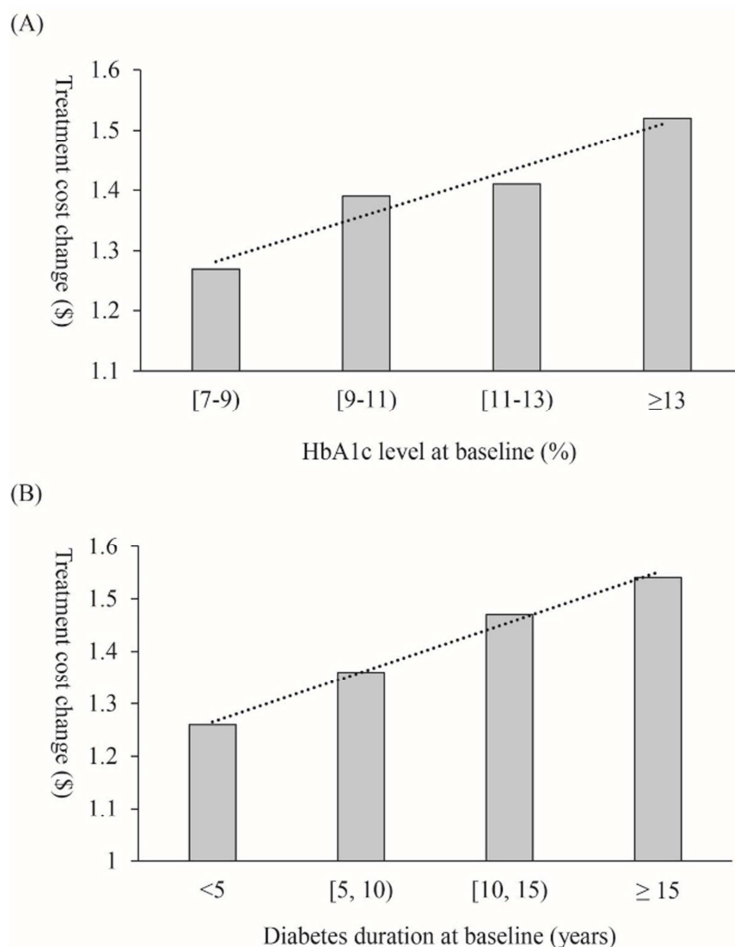 (A)
Treatment cost change ($)
1.6
1.5
1.4
1.3
1.2
1.1
[7-9) [9-11) [11-13) ≥13
HbA1c level at baseline (%)
(B)
Treatment cost change ($)
1.6
1.5
1.4
1.3
1.2
1.1
1
<5 [5, 10) [10, 15) ≥ 15
Diabetes duration at baseline (years)